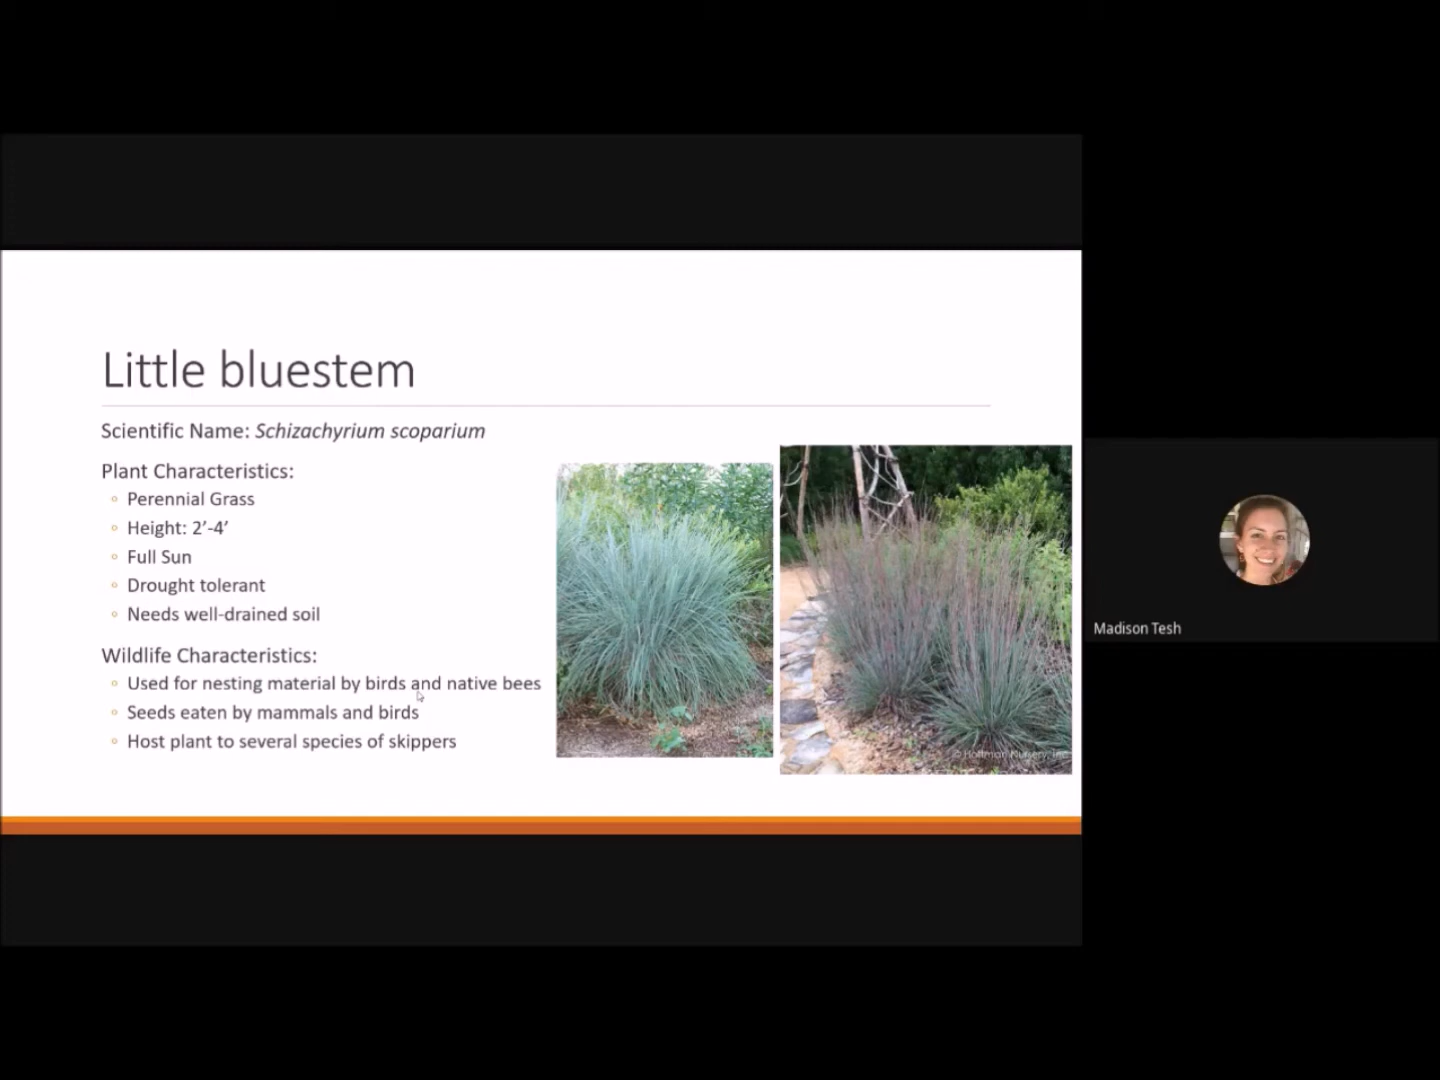 Little bluestem
Scientific Name: Schizachyrium scoparium
Plant Characteristics:
◦ Perennial Grass
◦ Height: 2’-4’
◦ Full Sun
◦ Drought tolerant
◦ Needs well-drained soil
Wildlife Characteristics:
◦ Used for nesting material by birds and native bees
◦ Seeds eaten by mammals and birds
◦ Host plant to several species of skippers
© Hoffman Nursery, Inc.
Madison Tesh